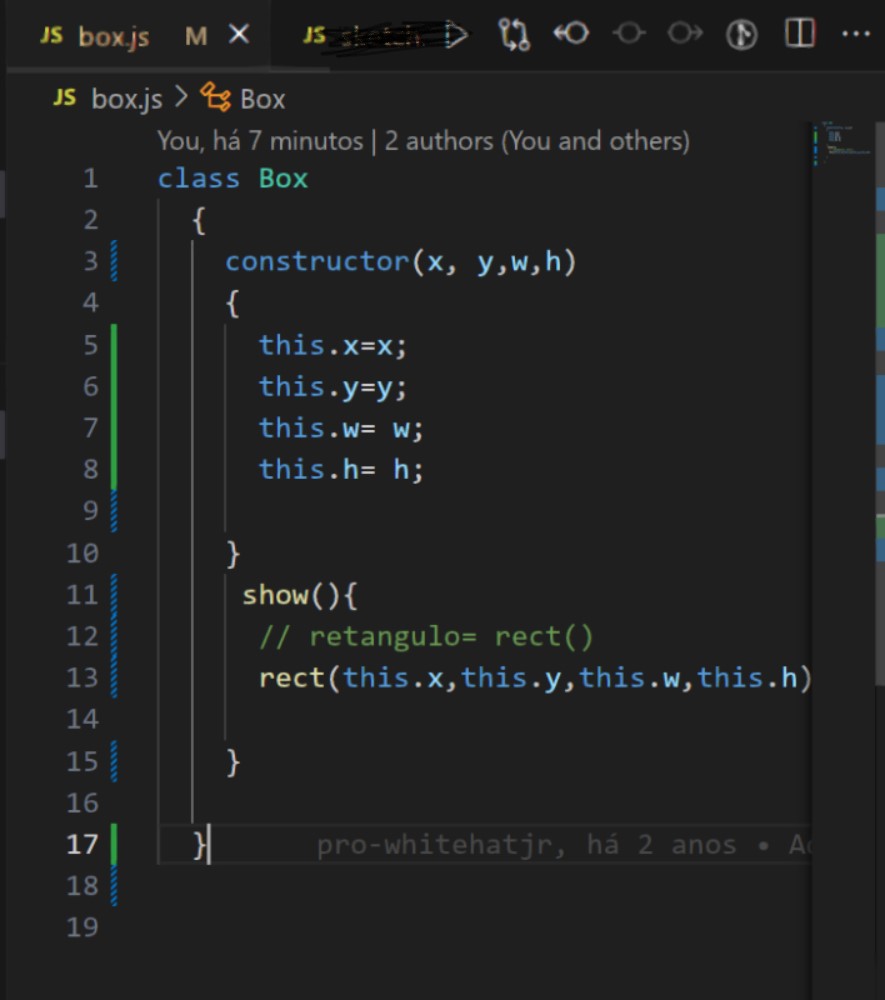 JS box.js M JS
JS box.js > Box
You, há 7 minutos | 2 authors (You and others)
1 class Box
2 {
3 constructor(x, y,w,h)
4 {
5 this.x=x;
6 this.y=y;
7 this.w= w;
8 this.h= h;
9
10 }
11 show(){
12 // retangulo= rect()
13 rect(this.x,this.y,this.w,this.h)
14
15 }
16
17 } pro-whitehatjr, há 2 anos •
18
19